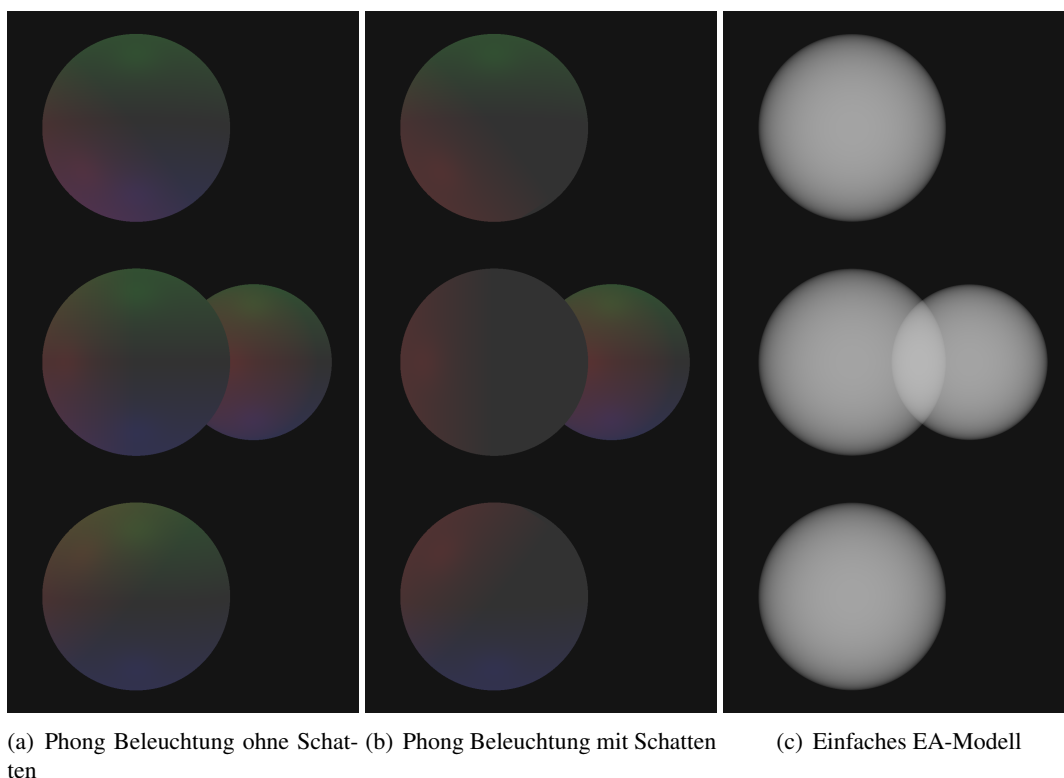 (a) Phong Beleuchtung ohne Schat-
ten
(b) Phong Beleuchtung mit Schatten
(c) Einfaches EA-Modell